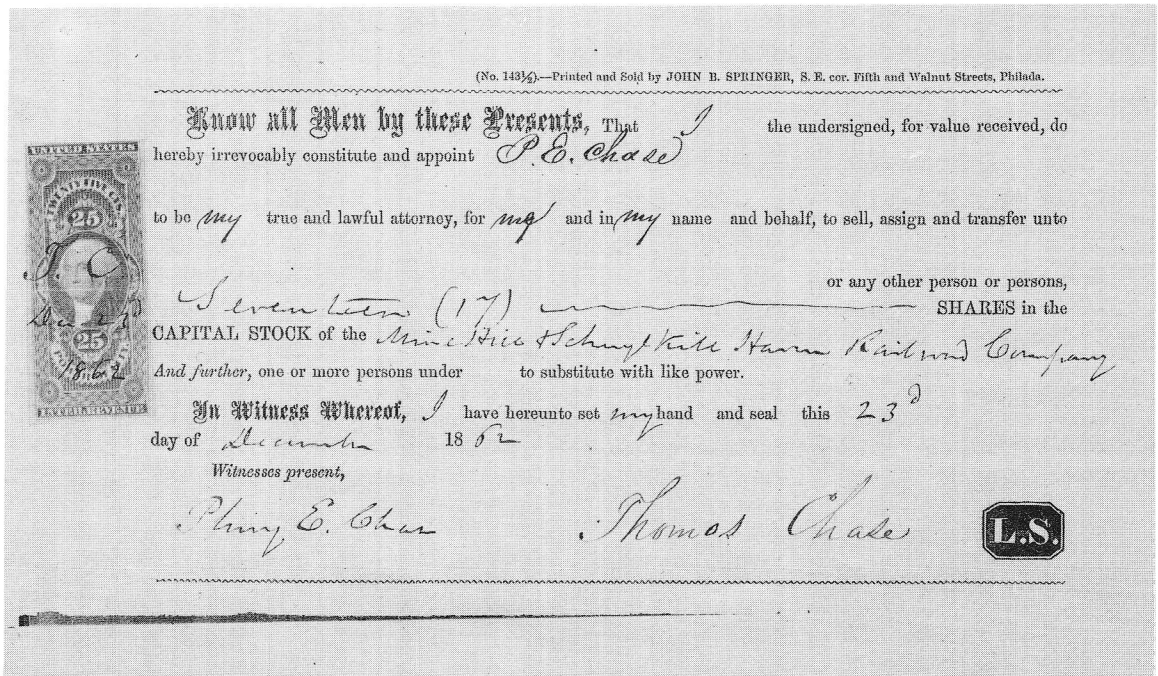 (No. 143½).—Printed and Sold by JOHN B. SPRINGER, S. E. cor. Fifth and Walnut Streets, Philada.
Know all Men by these Presents, That I the undersigned, for value received, do
hereby irrevocably constitute and appoint P. E. Chase
to be my true and lawful attorney, for me and in my name and behalf, to sell, assign and transfer unto
or any other person or persons,
Seventeen (17) SHARES in the
CAPITAL STOCK of the Mine Hill & Schuylkill Haven Railroad Company
And further, one or more persons under to substitute with like power.
In Witness Whereof, I have hereunto set my hand and seal this 23d
day of December 1862
Witnesses present,
Pliny E. Chase Thomas Chase L.S.
UNITED STATES
TWENTY FIVE CTS.
25
T. C
Dec 23d
25
1862
INTER. REVENUE